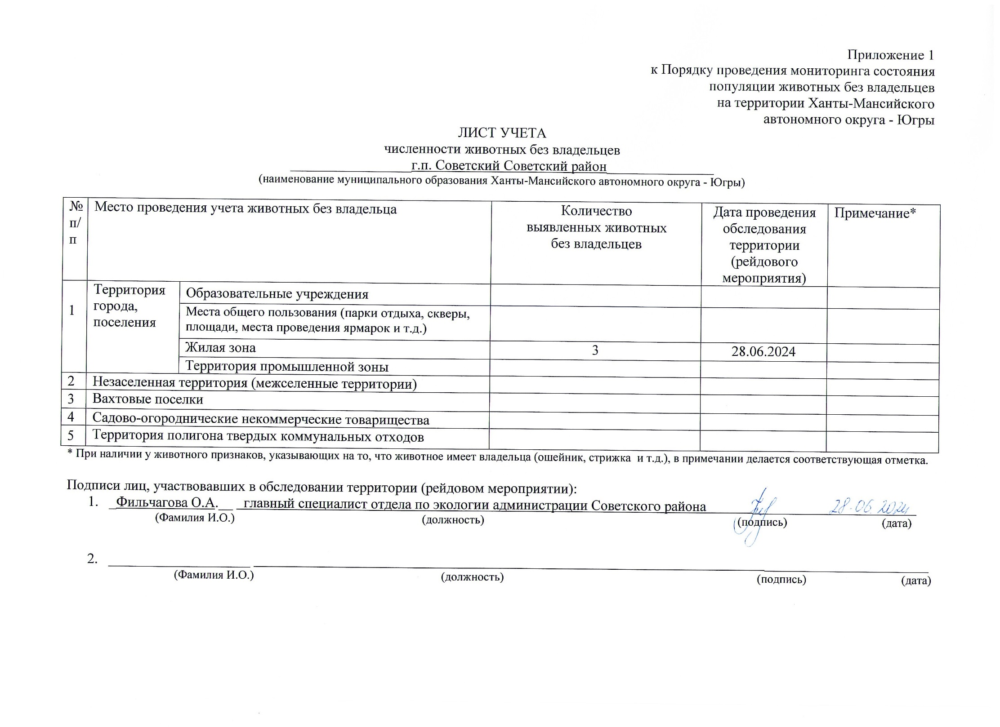 Приложение 1
к Порядку проведения мониторинга состояния
популяции животных без владельцев
на территории Ханты-Мансийского
автономного округа - Югры
ЛИСТ УЧЕТА
численности животных без владельцев
г.п. Советский Советский район
(наименование муниципального образования Ханты-Мансийского автономного округа - Югры)
№ п/п
Место проведения учета животных без владельца
Количество
выявленных животных
без владельцев
Дата проведения
обследования
территории
(рейдового
мероприятия)
Примечание*
1
Территория
города,
поселения
Образовательные учреждения
Места общего пользования (парки отдыха, скверы,
площади, места проведения ярмарок и т.д.)
Жилая зона 3 28.06.2024
Территория промышленной зоны
2 Незаселенная территория (межселенные территории)
3 Вахтовые поселки
4 Садово-огороднические некоммерческие товарищества
5 Территория полигона твердых коммунальных отходов
* При наличии у животного признаков, указывающих на то, что животное имеет владельца (ошейник, стрижка и т.д.), в примечании делается соответствующая отметка.
Подписи лиц, участвовавших в обследовании территории (рейдовом мероприятии):
1. Фильчагова О.А. главный специалист отдела по экологии администрации Советского района 28.06.2024
(Фамилия И.О.) (должность) (подпись) (дата)
2.
(Фамилия И.О.) (должность) (подпись) (дата)